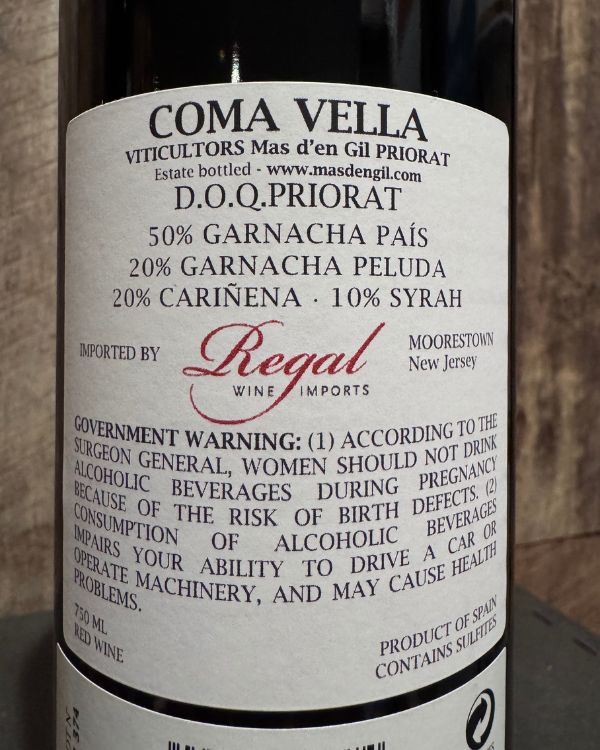 COMA VELLA
VITICULTORS Mas d'en Gil PRIORAT
Estate bottled - www.masdengil.com
D.O.Q.PRIORAT
50% GARNACHA PAÍS
20% GARNACHA PELUDA
20% CARIÑENA · 10% SYRAH
IMPORTED BY
Regal
WINE IMPORTS
MOORESTOWN
New Jersey
GOVERNMENT WARNING: (1) ACCORDING TO THE
SURGEON GENERAL, WOMEN SHOULD NOT DRINK
ALCOHOLIC BEVERAGES DURING PREGNANCY
BECAUSE OF THE RISK OF BIRTH DEFECTS. (2)
CONSUMPTION OF ALCOHOLIC BEVERAGES
IMPAIRS YOUR ABILITY TO DRIVE A CAR OR
OPERATE MACHINERY, AND MAY CAUSE HEALTH
PROBLEMS.
750 ML
RED WINE
PRODUCT OF SPAIN
CONTAINS SULFITES
374